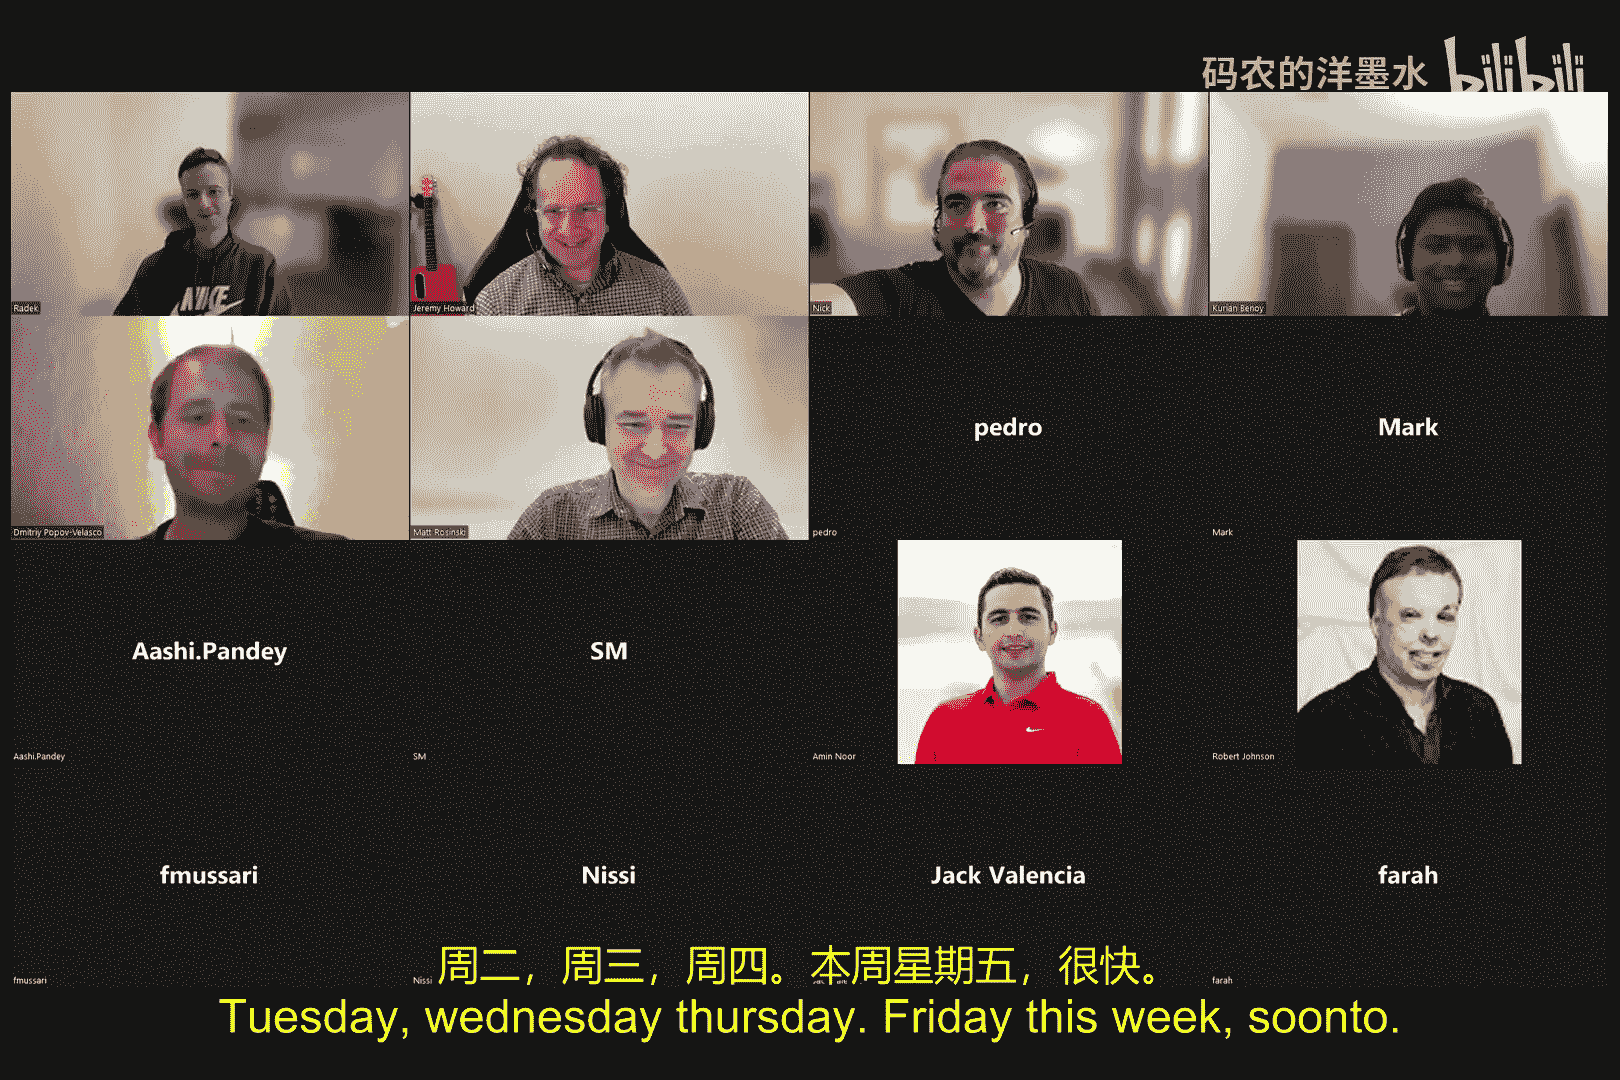 码农的洋墨水 bilibili
Radek
Jeremy Howard
Nick
Kurian Benoy
NIKE
pedro
Mark
Dmitriy Popov-Velasco
Matt Rosinski
pedro
Mark
Aashi.Pandey
SM
Aashi.Pandey
SM
Amin Noor
Robert Johnson
fmussari
Nissi
Jack Valencia
farah
fmussari
Nissi
farah
周二，周三，周四。本周星期五，很快。
Tuesday, wednesday thursday. Friday this week, soonto.